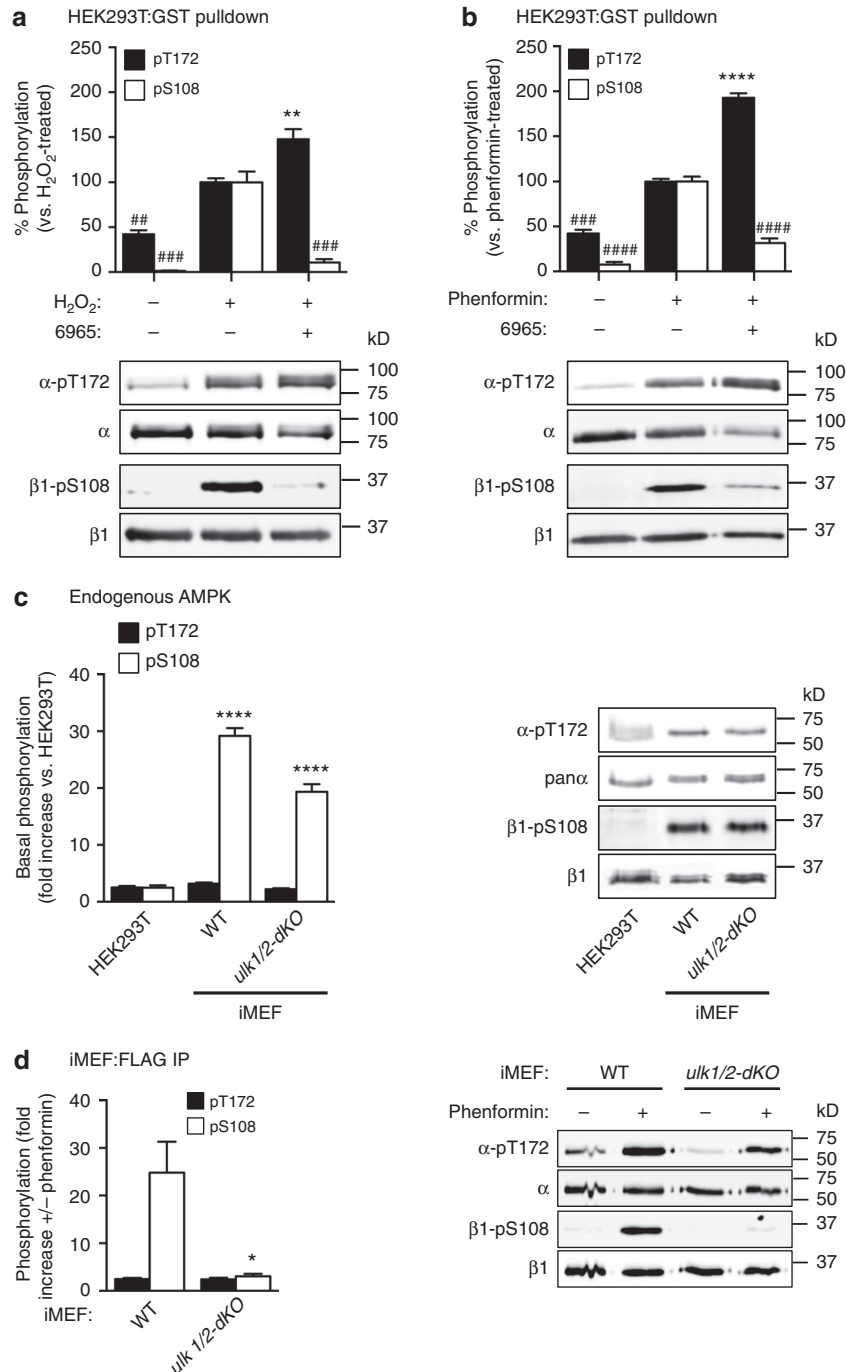 a HEK293T:GST pulldown
% Phosphorylation
(vs. H₂O₂-treated)
250
200
150
100
50
0
pT172
pS108
##
###
**
###
H₂O₂: – + +
6965: – – +
kD
α-pT172
100
75
α
100
75
β1-pS108
37
β1
37
b HEK293T:GST pulldown
% Phosphorylation
(vs. phenformin-treated)
250
200
150
100
50
0
pT172
pS108
###
####
****
####
Phenformin: – + +
6965: – – +
kD
α-pT172
100
75
α
100
75
β1-pS108
37
β1
37
c Endogenous AMPK
Basal phosphorylation
(fold increase vs. HEK293T)
pT172
pS108
40
30
20
10
0
****
****
HEK293T
WT
ulk1/2-dKO
iMEF
kD
α-pT172
75
50
panα
75
50
β1-pS108
37
β1
37
HEK293T
WT
ulk1/2-dKO
iMEF
d iMEF:FLAG IP
Phosphorylation (fold
increase +/– phenformin)
40
30
20
10
0
pT172
pS108
*
iMEF:
WT
ulk 1/2-dKO
iMEF: WT ulk1/2-dKO
Phenformin: – + – + kD
α-pT172
75
50
α
75
50
β1-pS108
37
β1
37